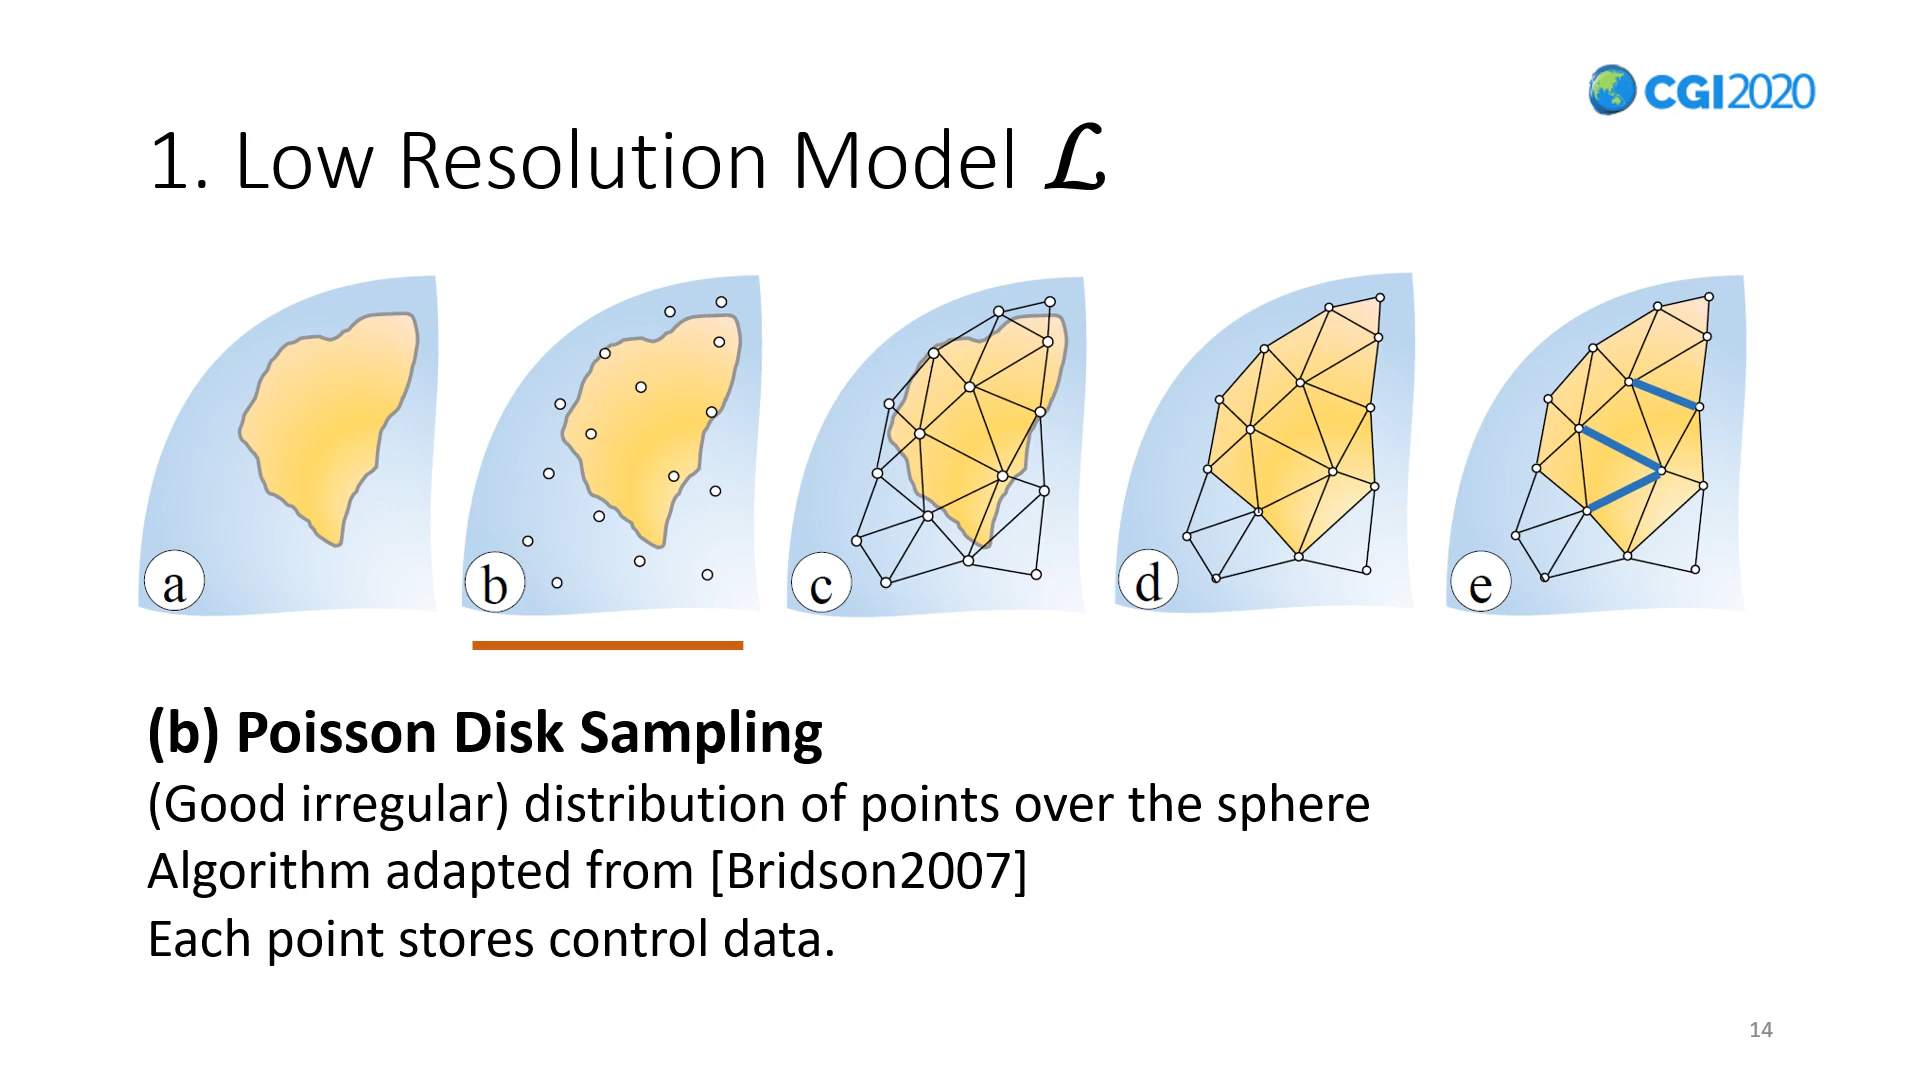 CGI2020
1. Low Resolution Model ℒ
a
b
c
d
e
(b) Poisson Disk Sampling
(Good irregular) distribution of points over the sphere
Algorithm adapted from [Bridson2007]
Each point stores control data.
14